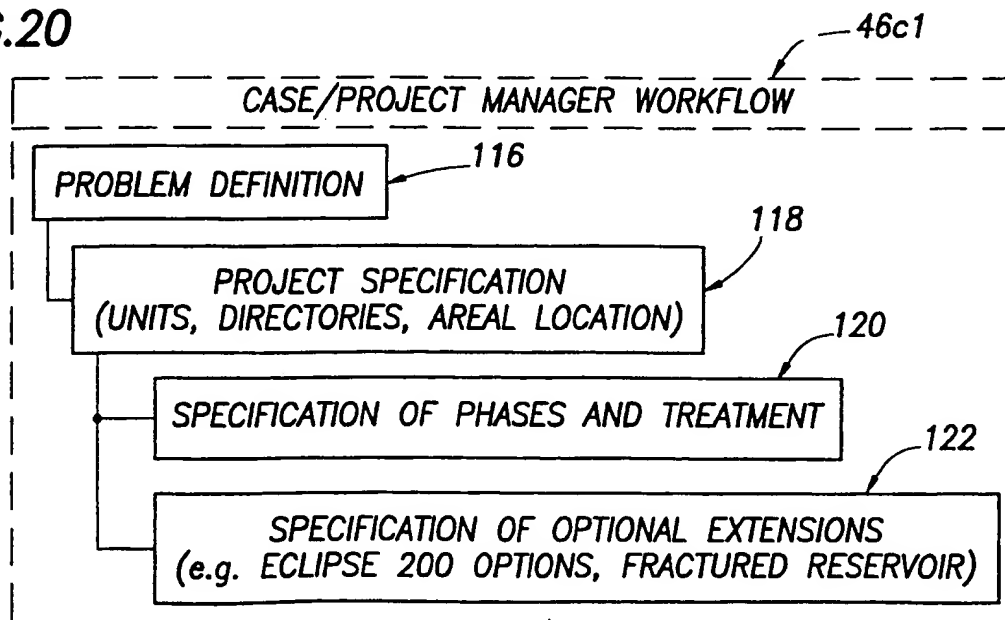 .20
46c1
CASE/PROJECT MANAGER WORKFLOW
PROBLEM DEFINITION
116
118
PROJECT SPECIFICATION
(UNITS, DIRECTORIES, AREAL LOCATION)
120
SPECIFICATION OF PHASES AND TREATMENT
122
SPECIFICATION OF OPTIONAL EXTENSIONS
(e.g. ECLIPSE 200 OPTIONS, FRACTURED RESERVOIR)